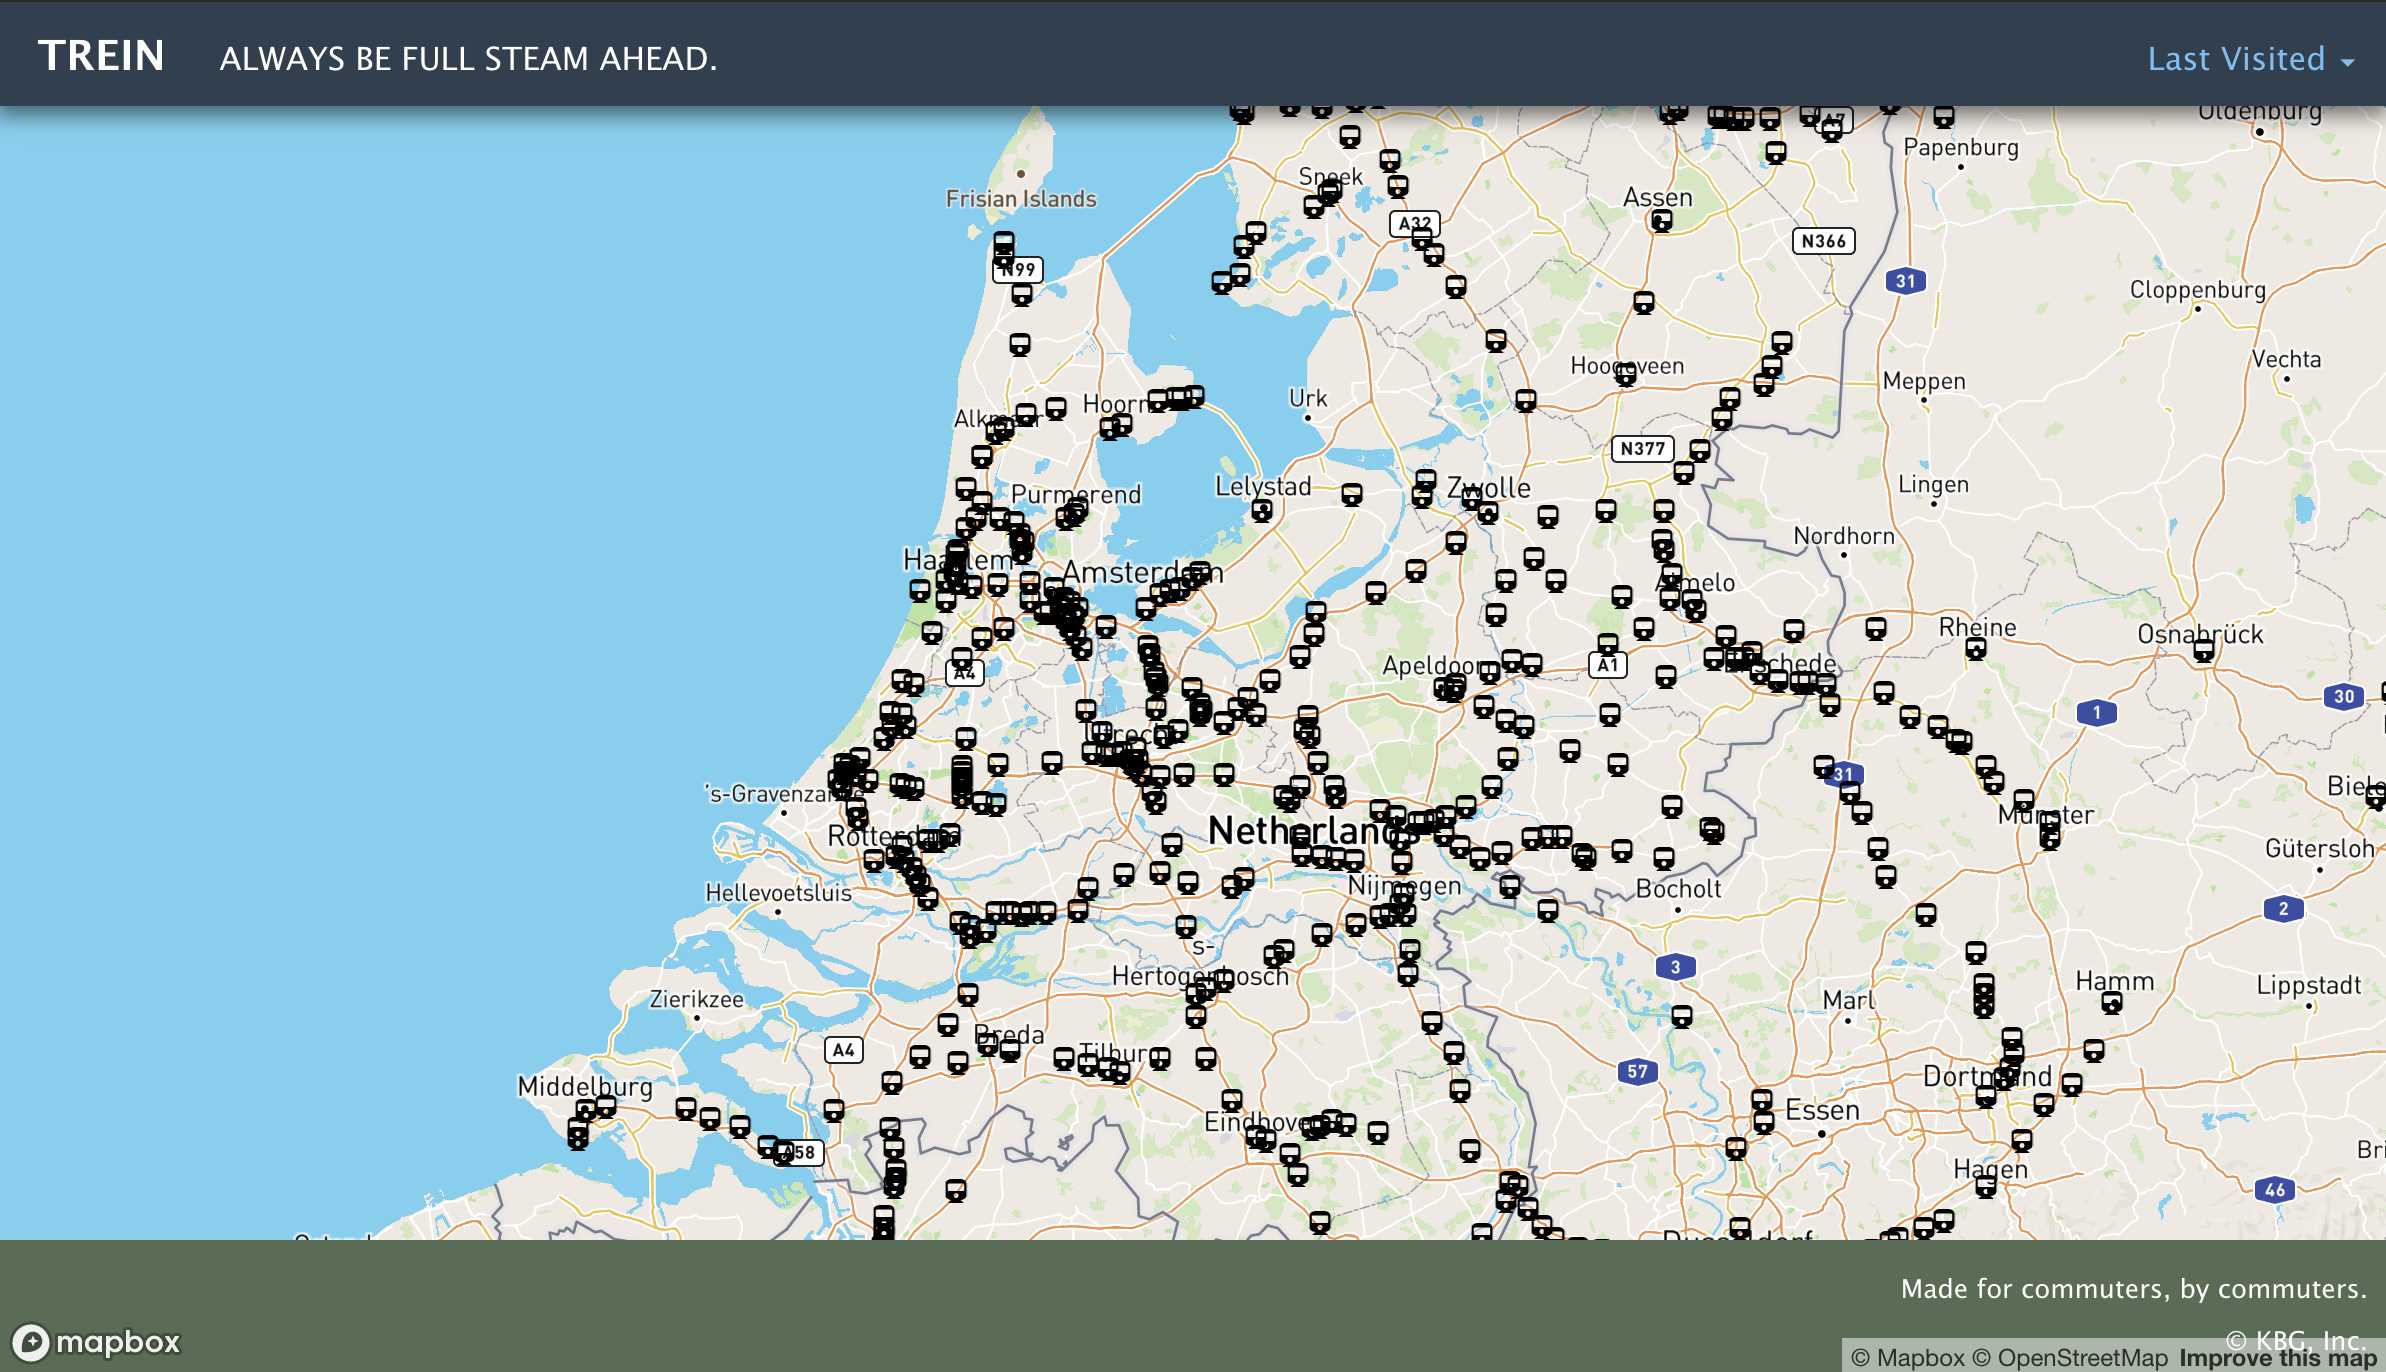 TREIN
ALWAYS BE FULL STEAM AHEAD.
Last Visited
Oldenburg
A7
Papenburg
Sneek
Assen
Frisian Islands
A32
N366
N99
31
Cloppenburg
Vechta
Hoogeveen
Meppen
Urk
Hoorn
Alkmaar
N377
Lelystad
Zwolle
Lingen
Purmerend
Nordhorn
Haarlem
Amsterdam
Almelo
Rheine
Osnabrück
Apeldoorn
A1
Enschede
A4
30
1
Utrecht
31
's-Gravenzande
Münster
Rotterdam
Netherlands
Gütersloh
Nijmegen
Bocholt
Hellevoetsluis
2
's-
Hertogenbosch
3
Hamm
Lippstadt
Zierikzee
Marl
Breda
A4
Tilburg
57
Dortmund
Middelburg
Essen
Eindhoven
A58
Hagen
46
Düsseldorf
Made for commuters, by commuters.
mapbox
© KBG, Inc.
© Mapbox © OpenStreetMap Improve this map